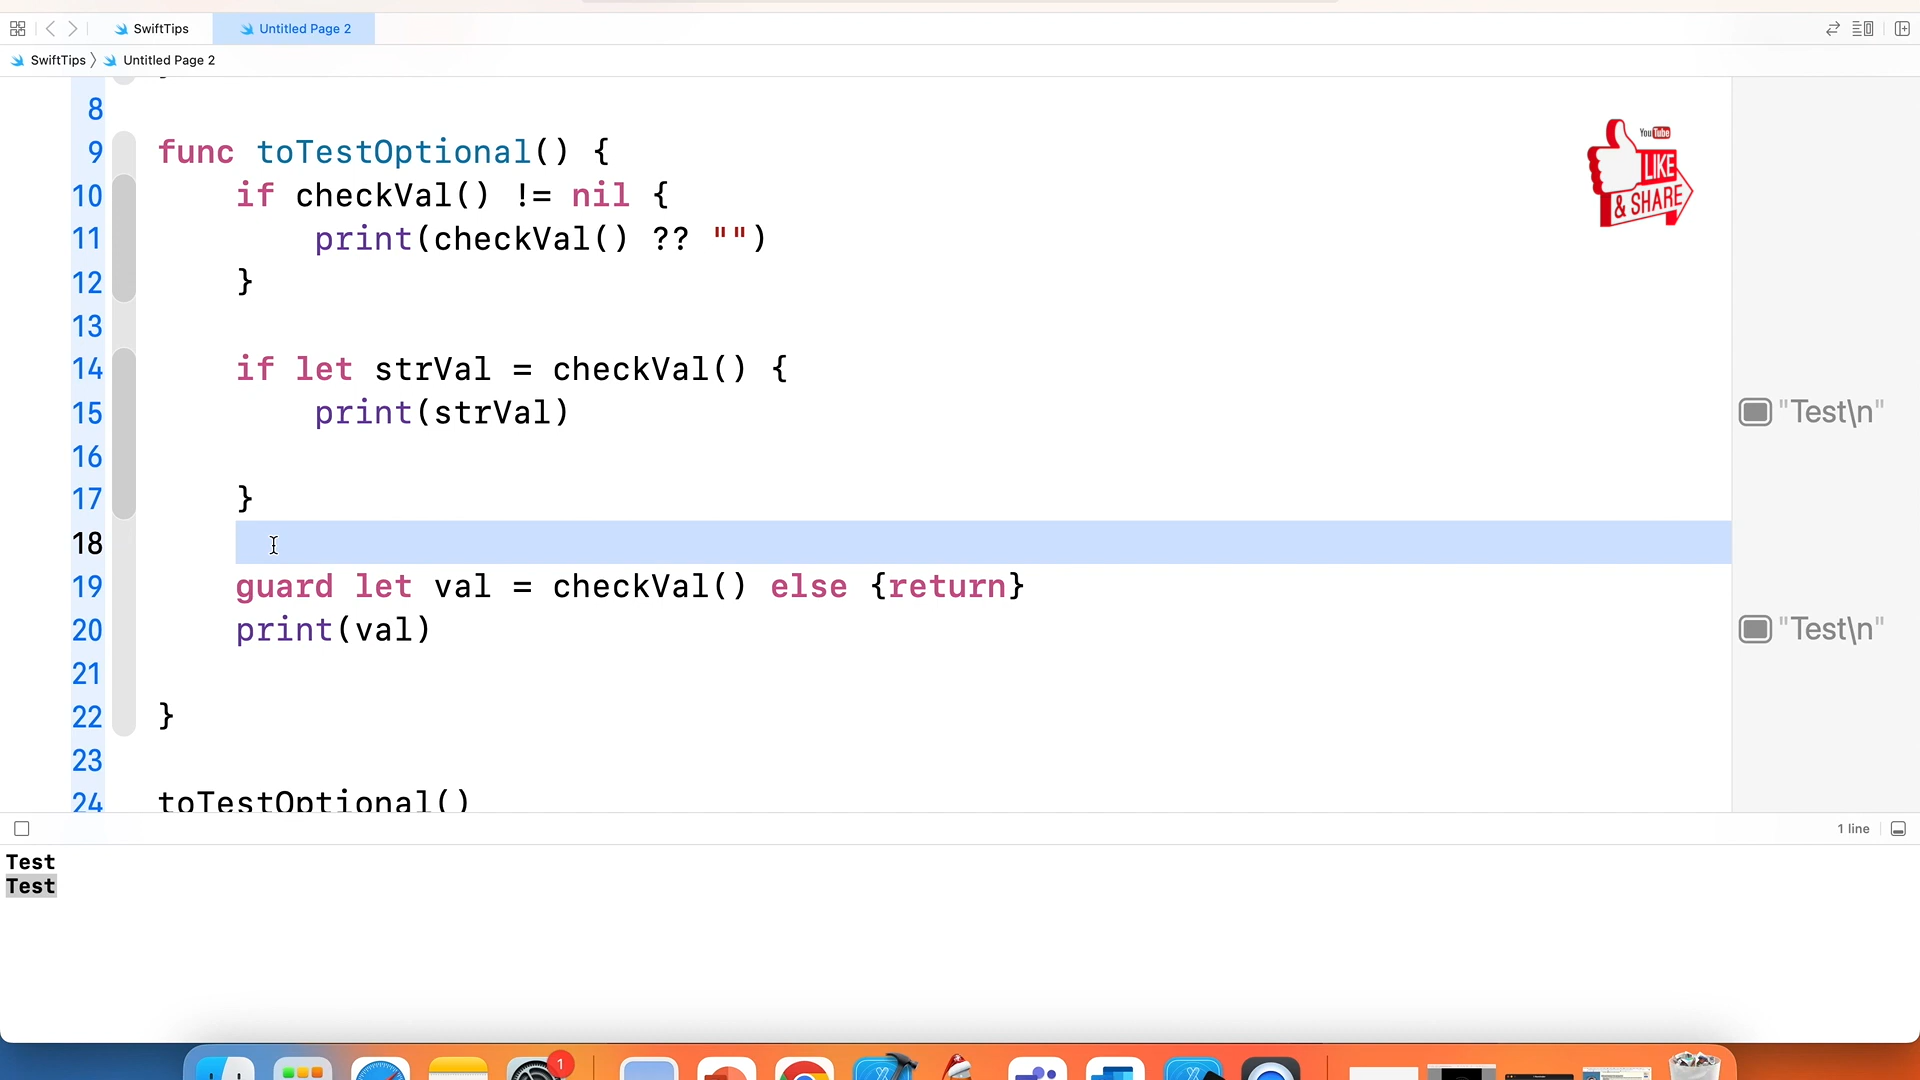 SwiftTips
Untitled Page 2
SwiftTips 〉 Untitled Page 2
8
9 func toTestOptional() {
10 if checkVal() != nil {
11 print(checkVal() ?? "")
12 }
13
14 if let strVal = checkVal() {
15 print(strVal)
16
17 }
18
19 guard let val = checkVal() else {return}
20 print(val)
21
22 }
23
24 toTestOptional()
"Test\n"
"Test\n"
YouTube
LIKE
& SHARE
1 line
Test
Test
1